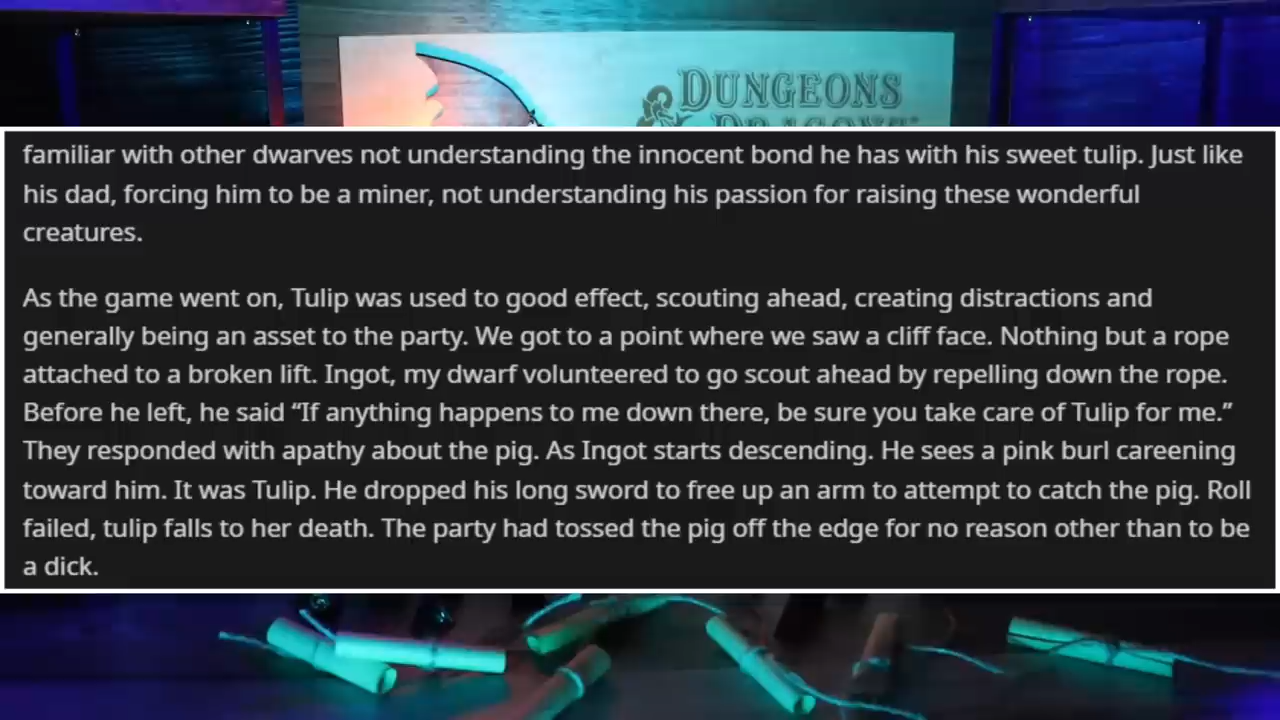 DUNGEONS
DRAGONS
familiar with other dwarves not understanding the innocent bond he has with his sweet tulip. Just like
his dad, forcing him to be a miner, not understanding his passion for raising these wonderful
creatures.
As the game went on, Tulip was used to good effect, scouting ahead, creating distractions and
generally being an asset to the party. We got to a point where we saw a cliff face. Nothing but a rope
attached to a broken lift. Ingot, my dwarf volunteered to go scout ahead by repelling down the rope.
Before he left, he said “If anything happens to me down there, be sure you take care of Tulip for me.”
They responded with apathy about the pig. As Ingot starts descending. He sees a pink burl careening
toward him. It was Tulip. He dropped his long sword to free up an arm to attempt to catch the pig. Roll
failed, tulip falls to her death. The party had tossed the pig off the edge for no reason other than to be
a dick.